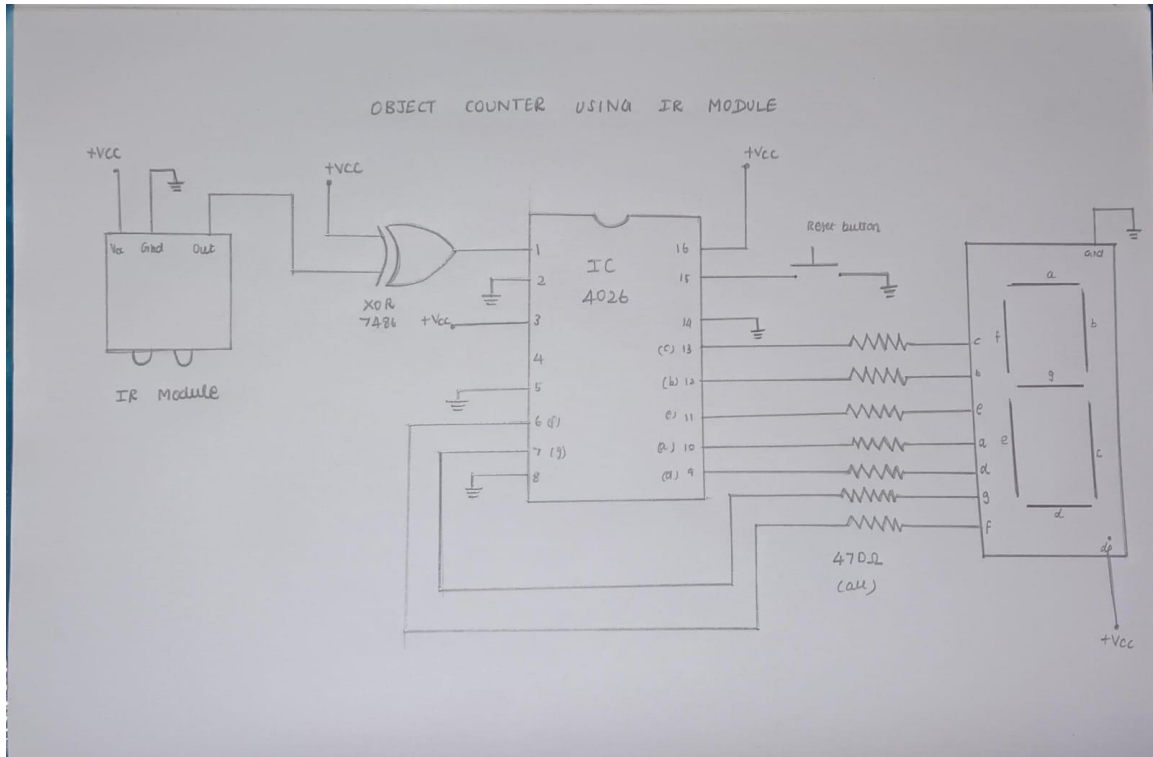 OBJECT COUNTER USING IR MODULE
+VCC
Vcc Gnd Out
IR Module
+VCC
XOR
7486
+Vcc
IC
4026
1
2
3
4
5
6 (f)
7 (g)
8
16
15
14
(c) 13
(b) 12
(e) 11
(a) 10
(d) 9
+Vcc
Reset button
470Ω
(all)
Gnd
c
b
e
a
d
g
f
a
f
b
g
e
c
d
dp
+Vcc